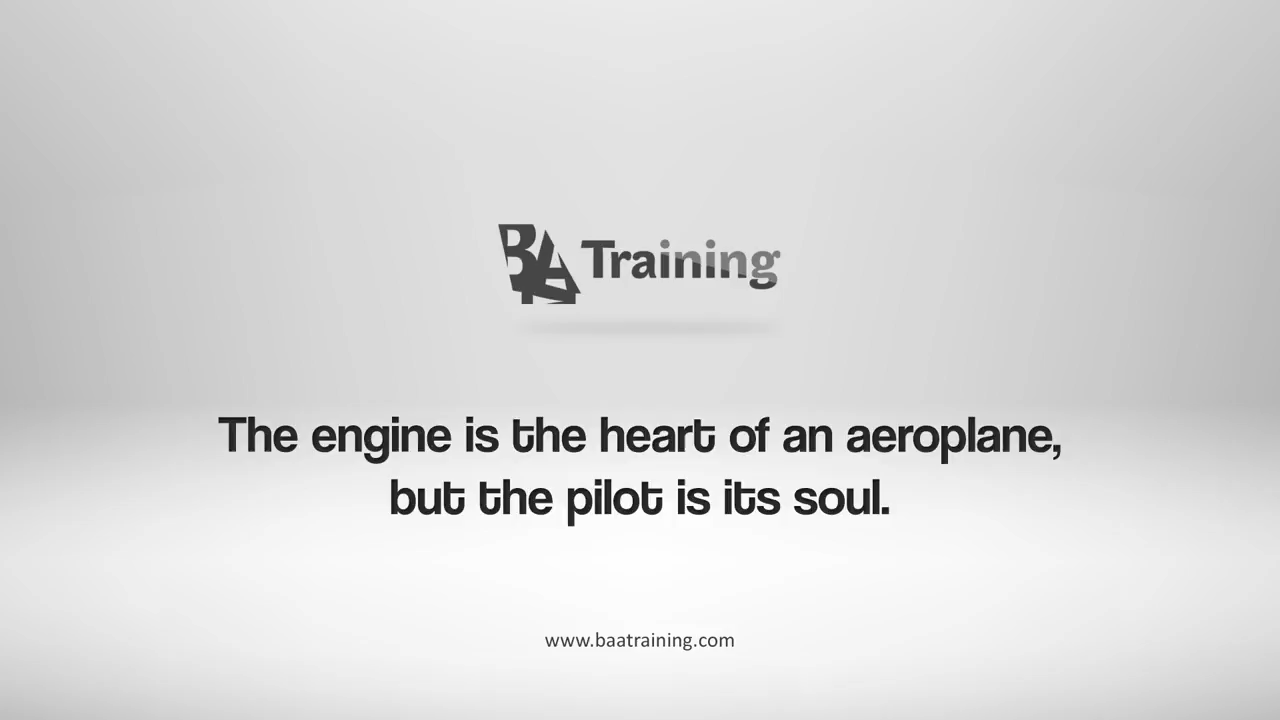 BAA Training
The engine is the heart of an aeroplane,
but the pilot is its soul.
www.baatraining.com